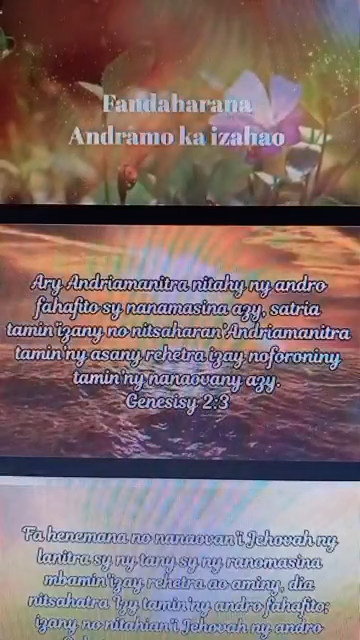 Fandaharana
Andramo ka izahao
Ary Andriamanitra nitahy ny andro
fahafito sy nanamasina azy, satria
tamin'izany no nitsaharan'Andriamanitra
tamin'ny asany rehetra izay noforoniny
tamin'ny nanaovany azy.
Genesisy 2:3
Fa henemana no nanaovan'i Jehovah ny
lanitra sy ny tany sy ny ranomasina
mbamin'izay rehetra ao aminy, dia
nitsahatra Izy tamin'ny andro fahafito;
izany no nitahian'i Jehovah ny andro